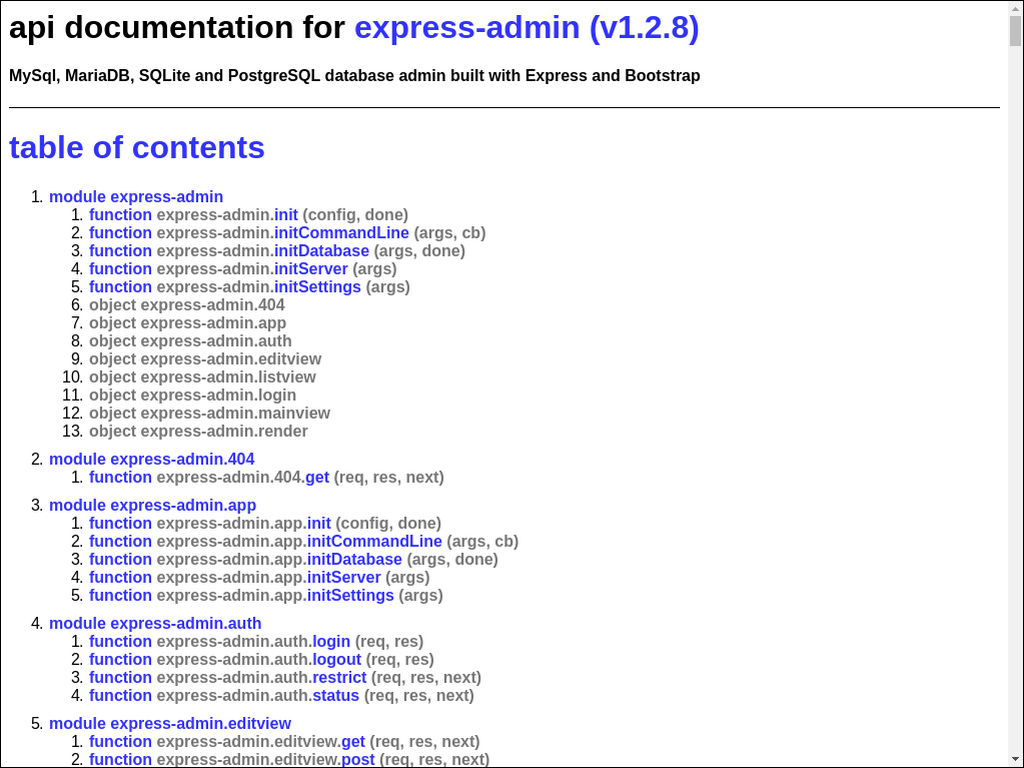 api documentation for express-admin (v1.2.8)
MySql, MariaDB, SQLite and PostgreSQL database admin built with Express and Bootstrap
table of contents
1. module express-admin
1. function express-admin.init (config, done)
2. function express-admin.initCommandLine (args, cb)
3. function express-admin.initDatabase (args, done)
4. function express-admin.initServer (args)
5. function express-admin.initSettings (args)
6. object express-admin.404
7. object express-admin.app
8. object express-admin.auth
9. object express-admin.editview
10. object express-admin.listview
11. object express-admin.login
12. object express-admin.mainview
13. object express-admin.render
2. module express-admin.404
1. function express-admin.404.get (req, res, next)
3. module express-admin.app
1. function express-admin.app.init (config, done)
2. function express-admin.app.initCommandLine (args, cb)
3. function express-admin.app.initDatabase (args, done)
4. function express-admin.app.initServer (args)
5. function express-admin.app.initSettings (args)
4. module express-admin.auth
1. function express-admin.auth.login (req, res)
2. function express-admin.auth.logout (req, res)
3. function express-admin.auth.restrict (req, res, next)
4. function express-admin.auth.status (req, res, next)
5. module express-admin.editview
1. function express-admin.editview.get (req, res, next)
2. function express-admin.editview.post (req, res, next)